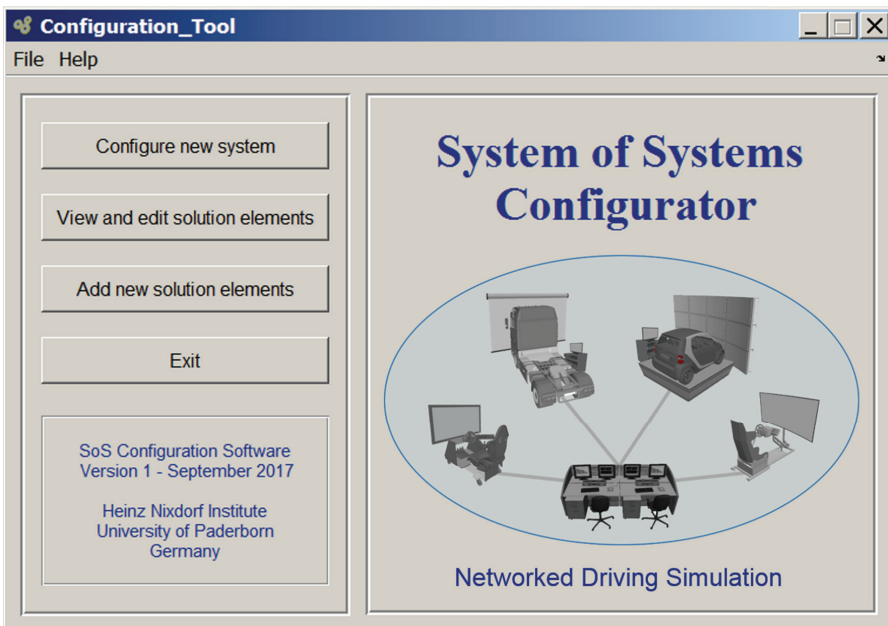 Configuration_Tool
File Help
Configure new system
View and edit solution elements
Add new solution elements
Exit
SoS Configuration Software
Version 1 - September 2017
Heinz Nixdorf Institute
University of Paderborn
Germany
System of Systems
Configurator
Networked Driving Simulation